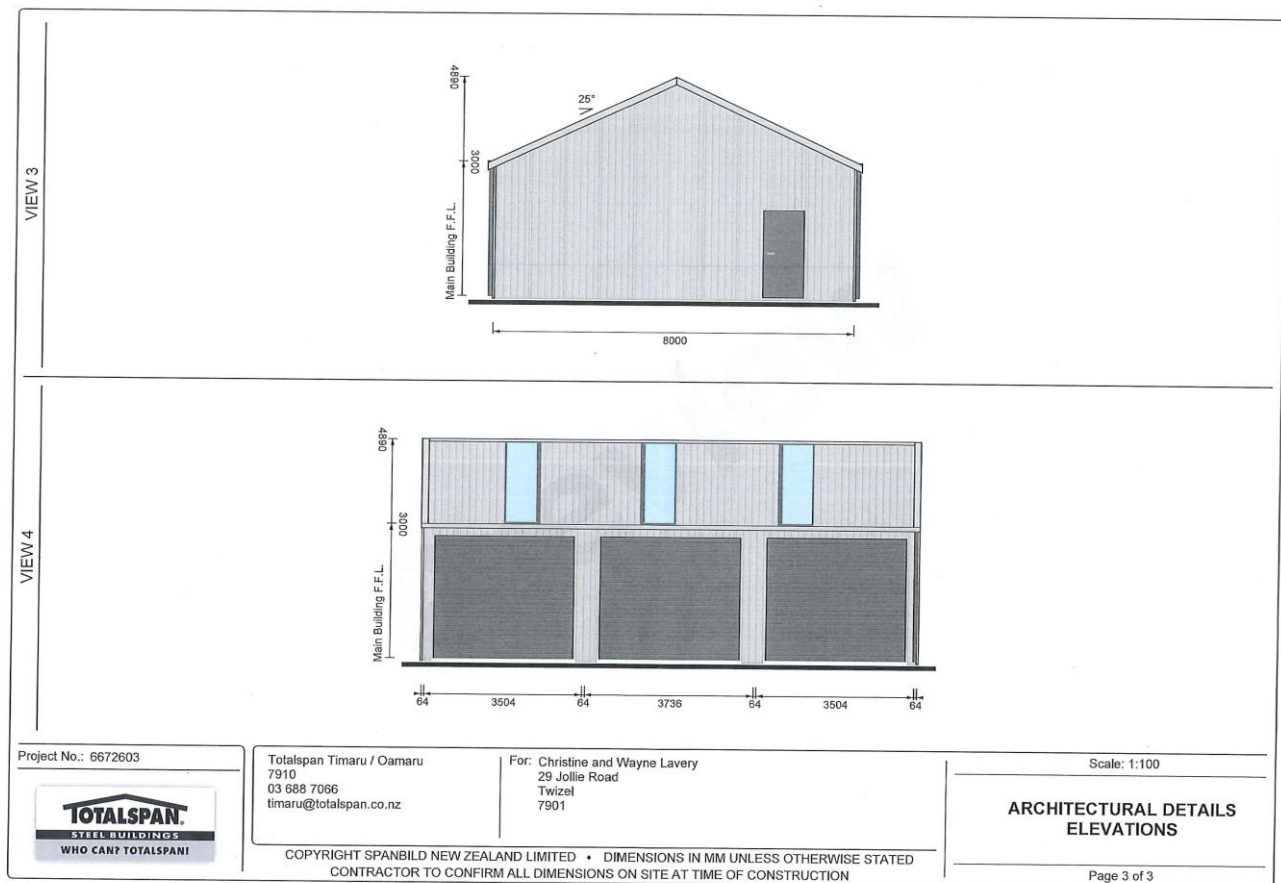 VIEW 3
4890
25°
3000
Main Building F.F.L.
8000
VIEW 4
4890
3000
Main Building F.F.L.
64
3504
64
3736
64
3504
64
Project No.: 6672603
TOTALSPAN.
STEEL BUILDINGS
WHO CAN? TOTALSPAN!
Totalspan Timaru / Oamaru
7910
03 688 7066
timaru@totalspan.co.nz
For: Christine and Wayne Lavery
29 Jollie Road
Twizel
7901
COPYRIGHT SPANBILD NEW ZEALAND LIMITED • DIMENSIONS IN MM UNLESS OTHERWISE STATED
CONTRACTOR TO CONFIRM ALL DIMENSIONS ON SITE AT TIME OF CONSTRUCTION
Scale: 1:100
ARCHITECTURAL DETAILS
ELEVATIONS
Page 3 of 3